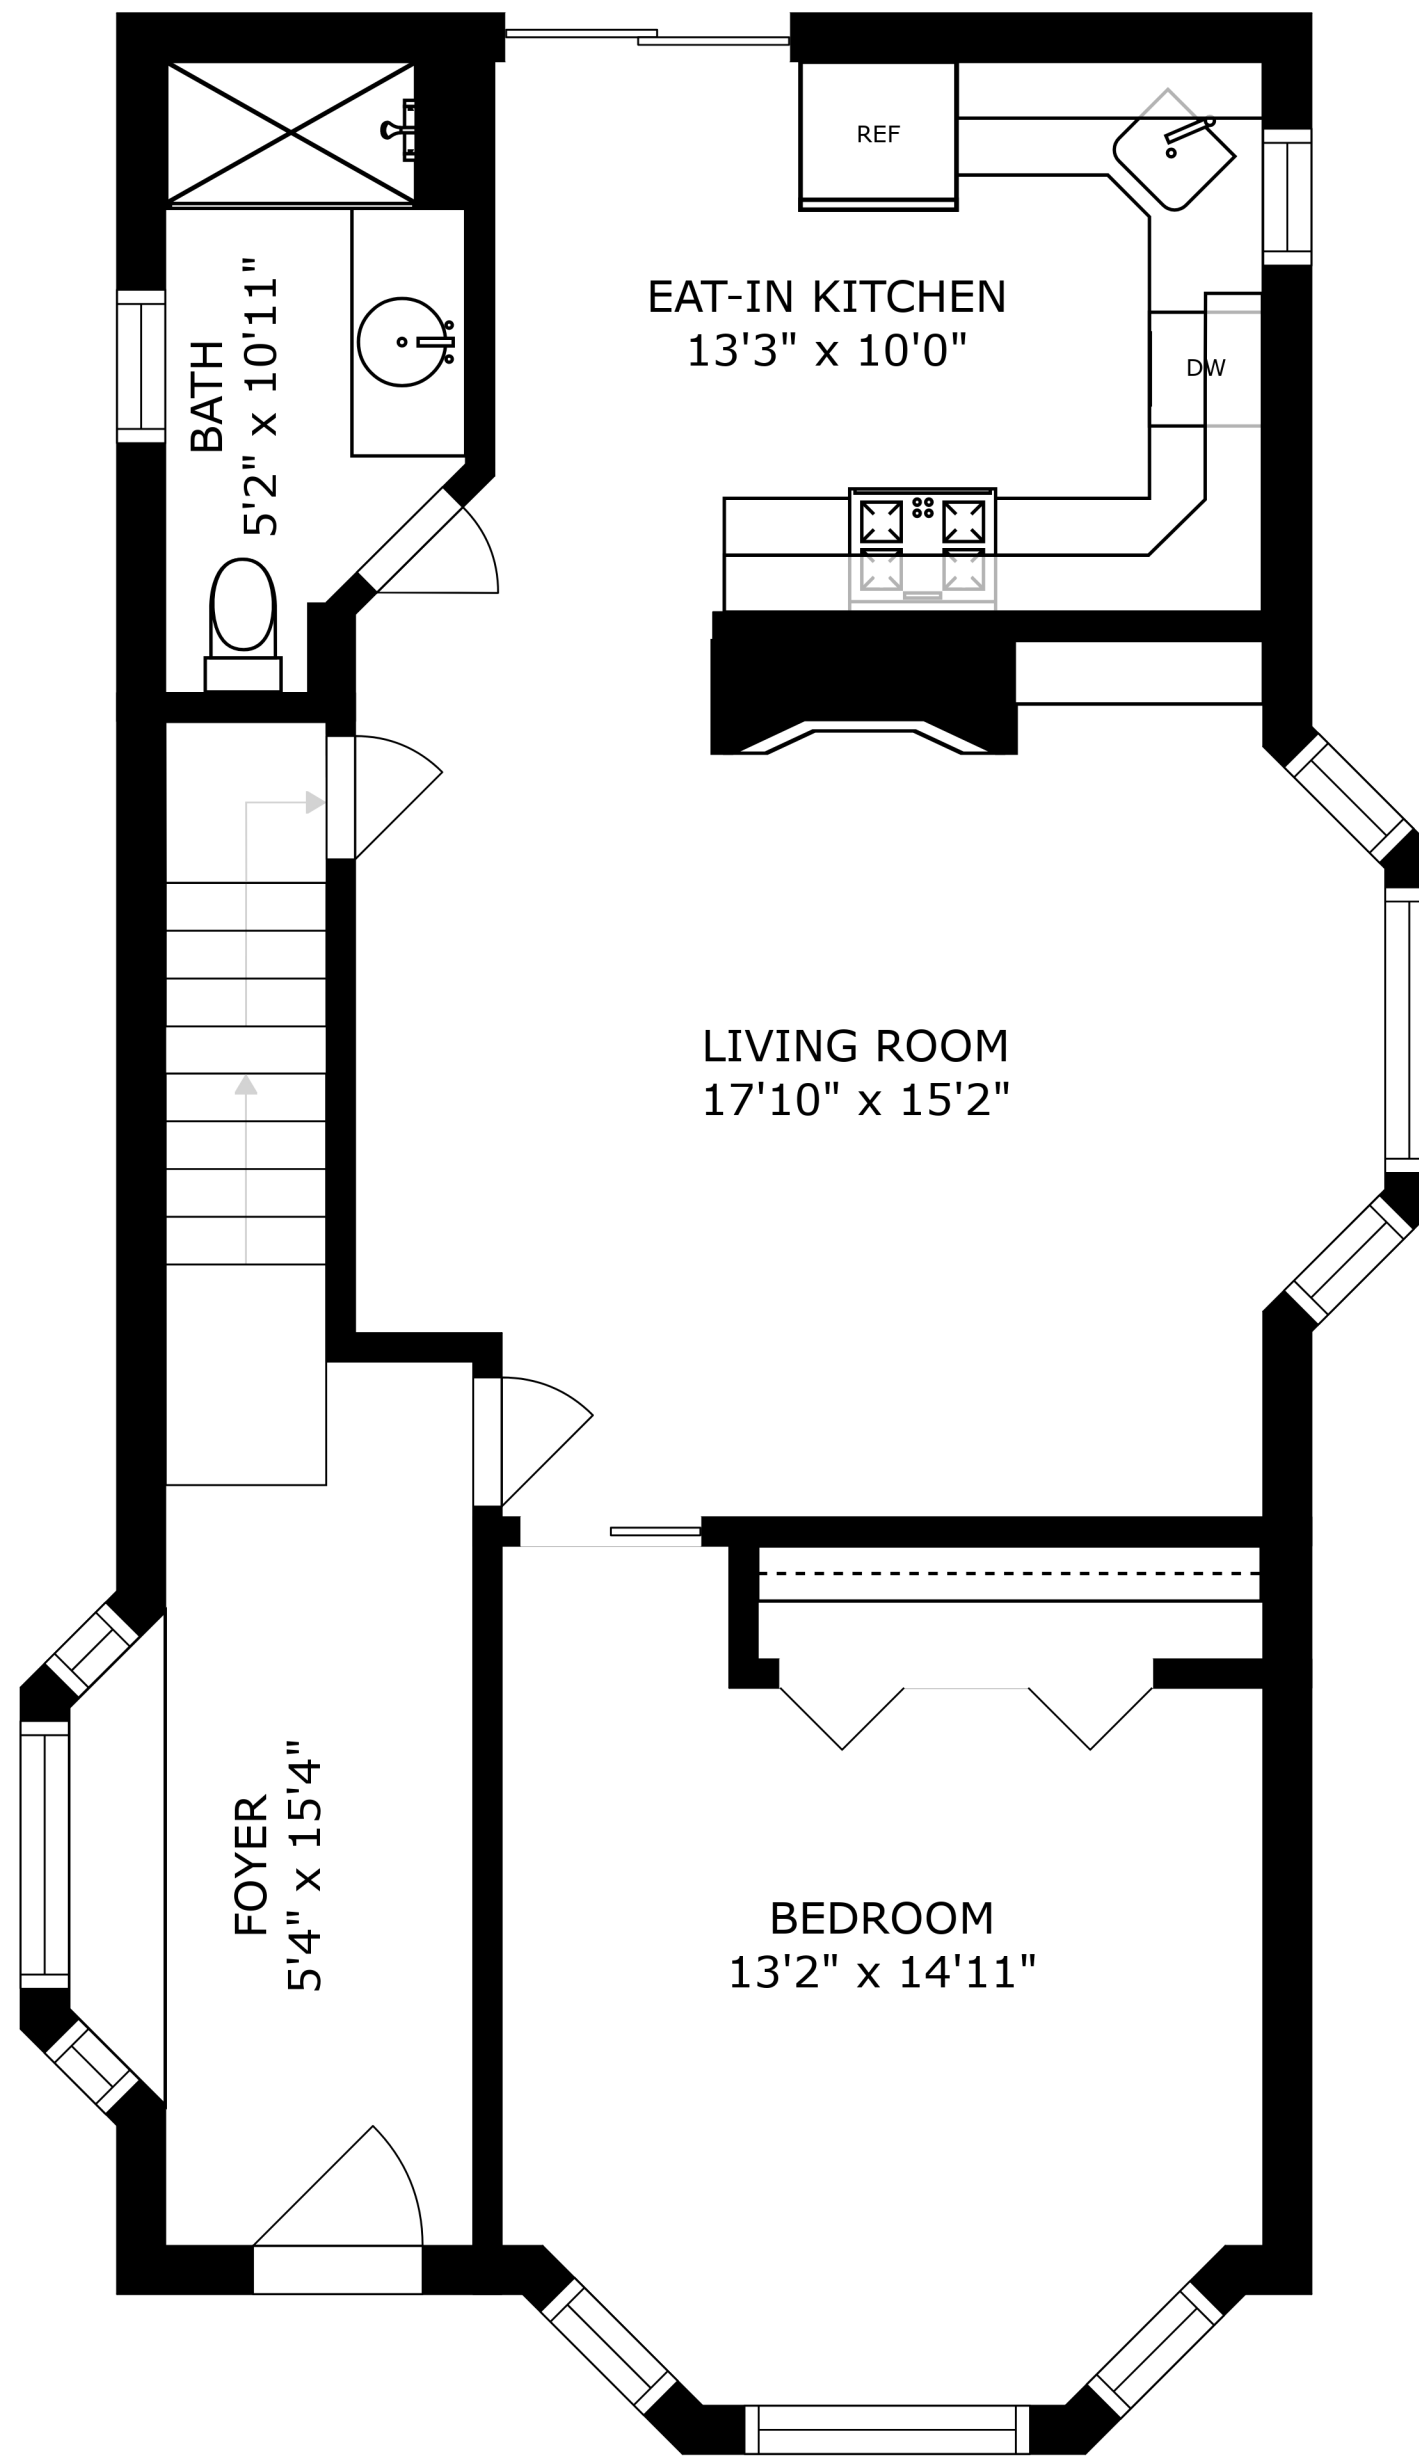 REF
EAT-IN KITCHEN
13'3" x 10'0"
DW
BATH
5'2" x 10'11"
LIVING ROOM
17'10" x 15'2"
FOYER
5'4" x 15'4"
BEDROOM
13'2" x 14'11"